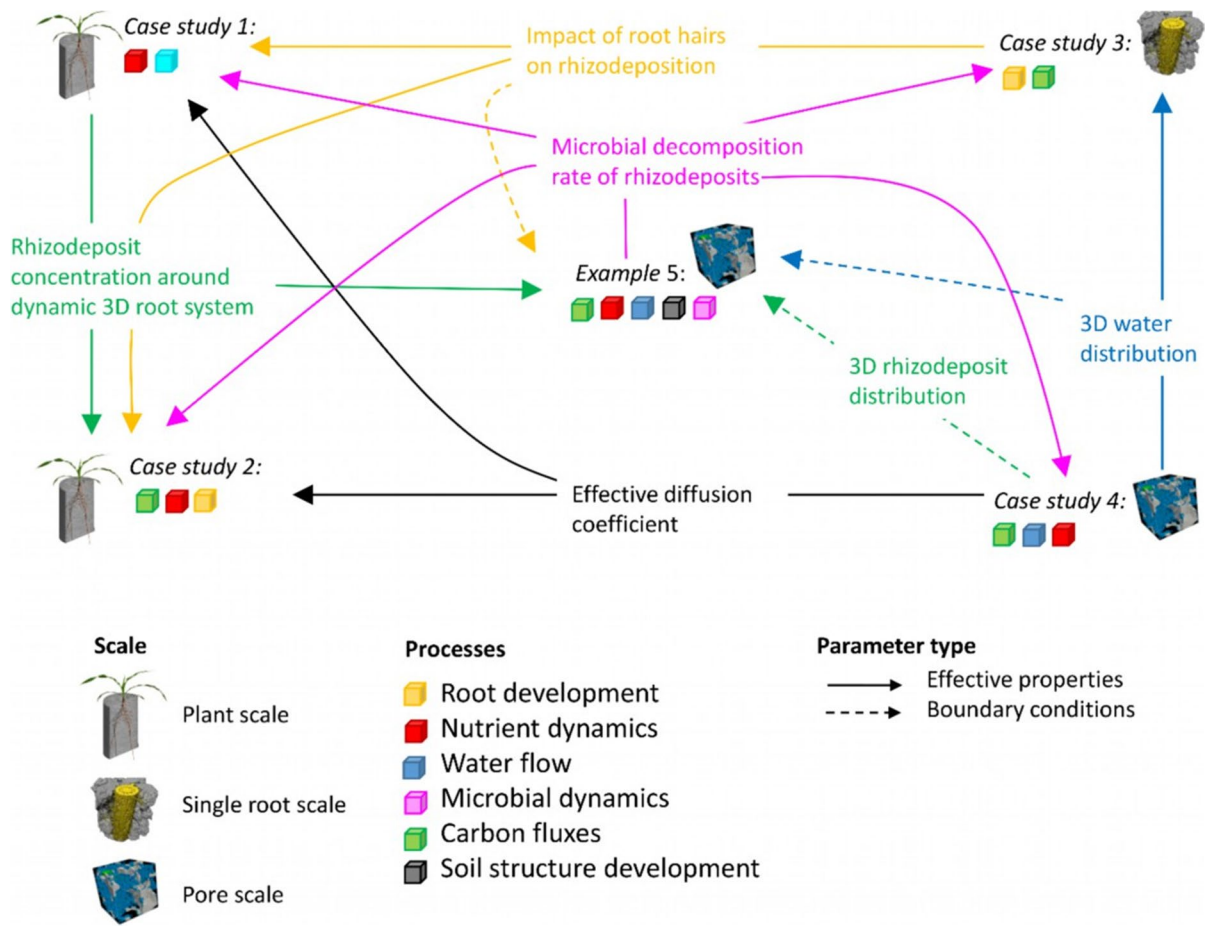 Case study 1:
Impact of root hairs
on rhizodeposition
Case study 3:
Microbial decomposition
rate of rhizodeposits
Rhizodeposit
concentration around
dynamic 3D root system
Example 5:
3D water
distribution
3D rhizodeposit
distribution
Case study 2:
Effective diffusion
coefficient
Case study 4:
Scale
Plant scale
Single root scale
Pore scale
Processes
Root development
Nutrient dynamics
Water flow
Microbial dynamics
Carbon fluxes
Soil structure development
Parameter type
Effective properties
Boundary conditions